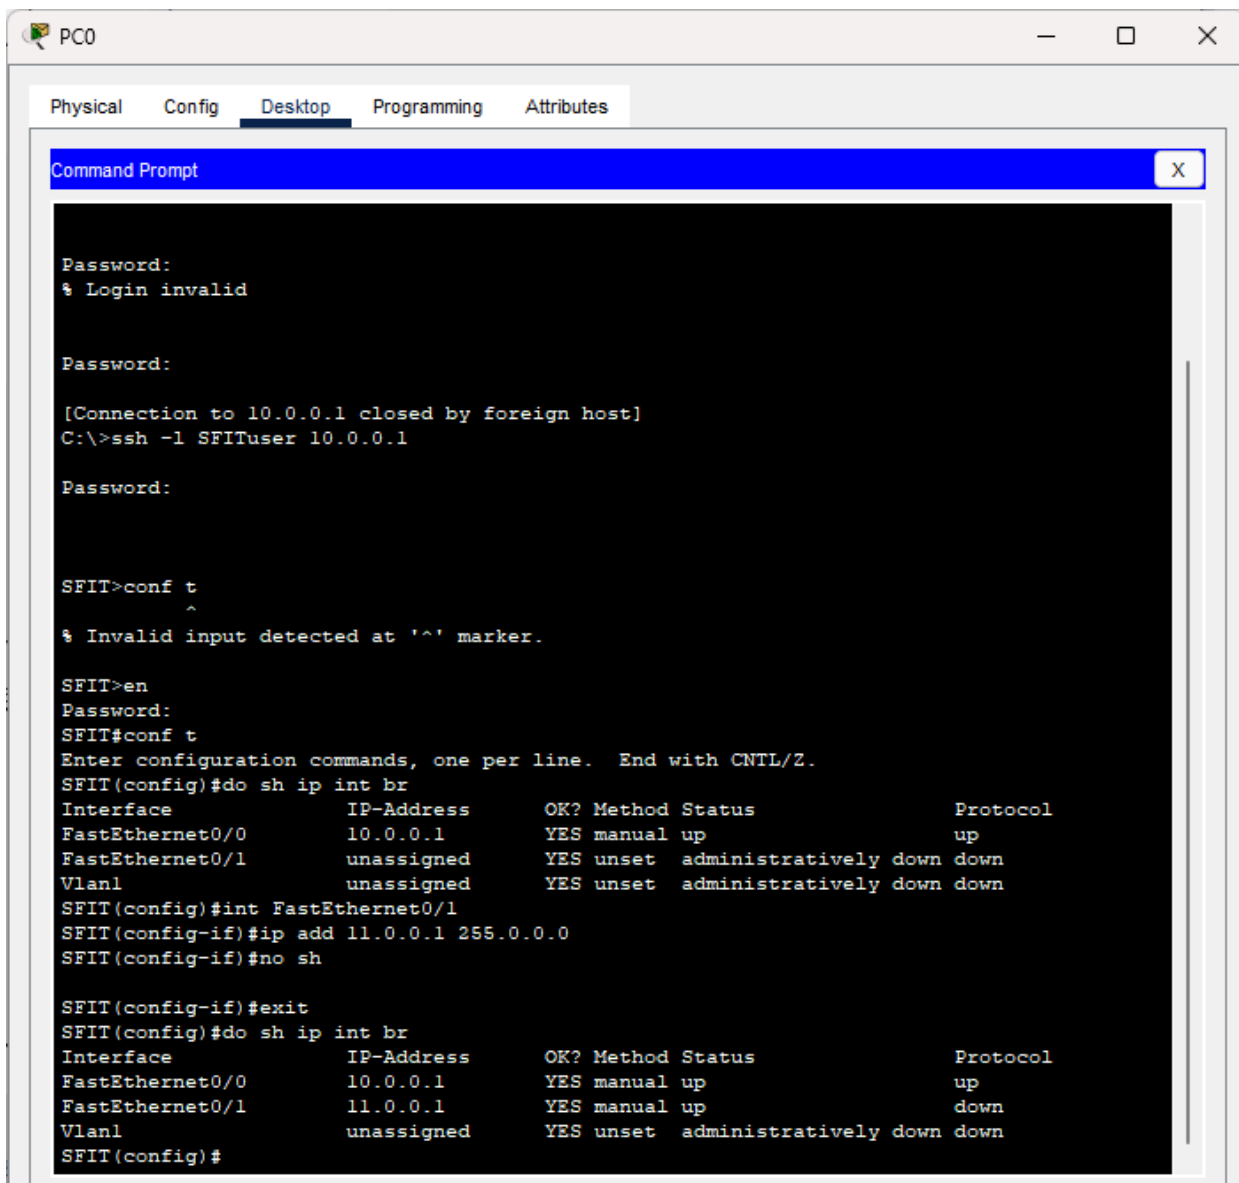 PC0
Physical Config Desktop Programming Attributes
Command Prompt X
Password:
% Login invalid
Password:
[Connection to 10.0.0.1 closed by foreign host]
C:\>ssh -l SFITuser 10.0.0.1
Password:
SFIT>conf t
^
% Invalid input detected at '^' marker.
SFIT>en
Password:
SFIT#conf t
Enter configuration commands, one per line.  End with CNTL/Z.
SFIT(config)#do sh ip int br
Interface IP-Address OK? Method Status Protocol
FastEthernet0/0 10.0.0.1 YES manual up up
FastEthernet0/1 unassigned YES unset administratively down down
Vlan1 unassigned YES unset administratively down down
SFIT(config)#int FastEthernet0/1
SFIT(config-if)#ip add 11.0.0.1 255.0.0.0
SFIT(config-if)#no sh
SFIT(config-if)#exit
SFIT(config)#do sh ip int br
Interface IP-Address OK? Method Status Protocol
FastEthernet0/0 10.0.0.1 YES manual up up
FastEthernet0/1 11.0.0.1 YES manual up down
Vlan1 unassigned YES unset administratively down down
SFIT(config)#